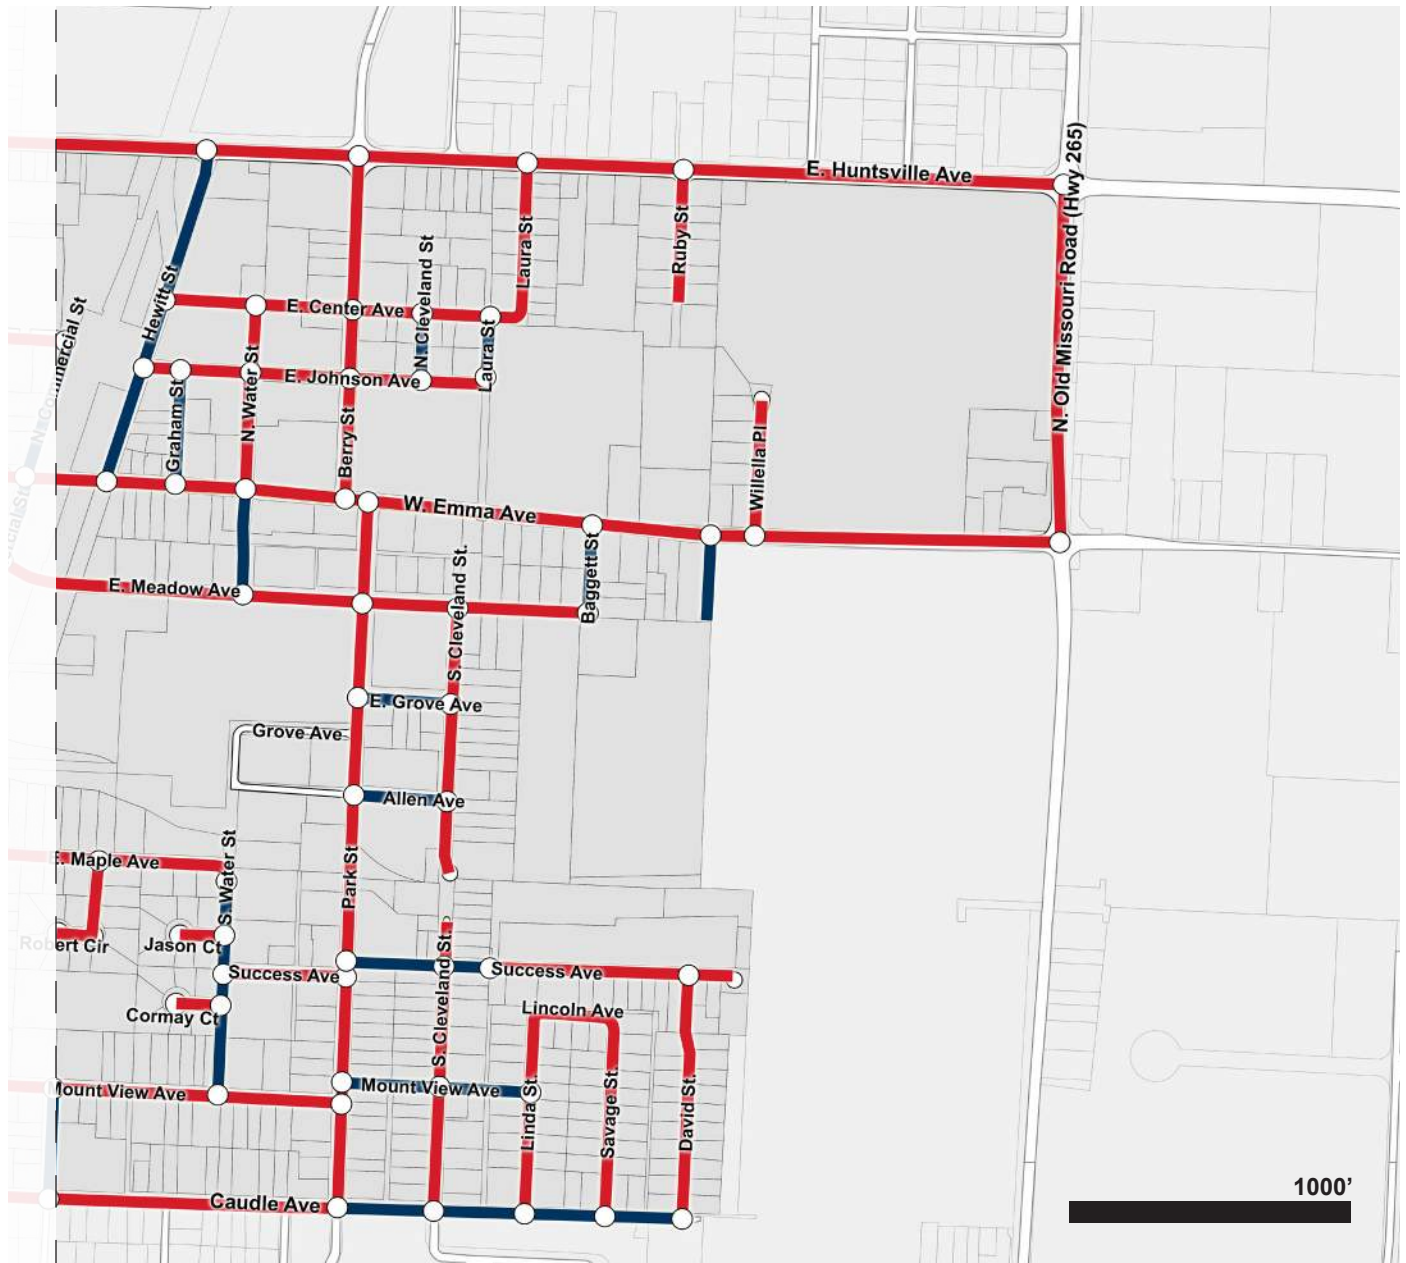 E. Huntsville Ave
N. Old Missouri Road (Hwy 265)
Laura St
Ruby St
N. Cleveland St
Hewitt St
E. Center Ave
Laura St
N. Commercial St
E. Johnson Ave
N. Water St
Graham St
Berry St
Willella Pl
W. Emma Ave
Baggett St
S. Cleveland St.
E. Meadow Ave
E. Grove Ave
Grove Ave
Allen Ave
S. Water St
Park St
E. Maple Ave
Robert Cir
Jason Ct
Success Ave
Success Ave
S. Cleveland St.
Cormay Ct
Lincoln Ave
Mount View Ave
Mount View Ave
Linda St.
Savage St.
David St.
Caudle Ave
1000’